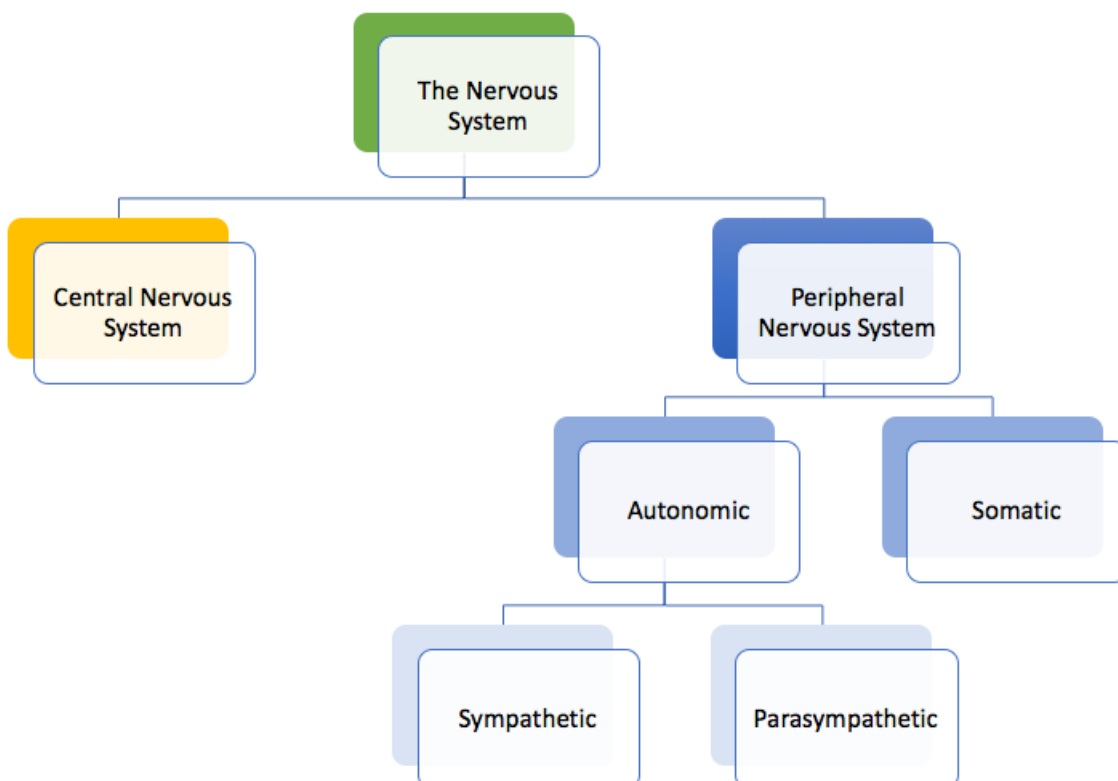 The Nervous
System
Central Nervous
System
Peripheral
Nervous System
Autonomic
Somatic
Sympathetic
Parasympathetic